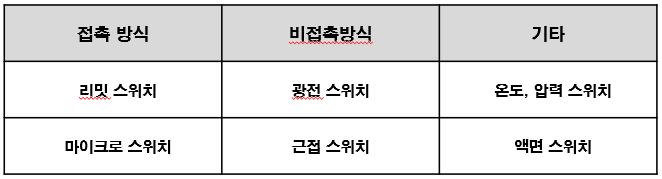 접촉 방식 비접촉방식 기타
리밋 스위치 광전 스위치 온도, 압력 스위치
마이크로 스위치 근접 스위치 액면 스위치